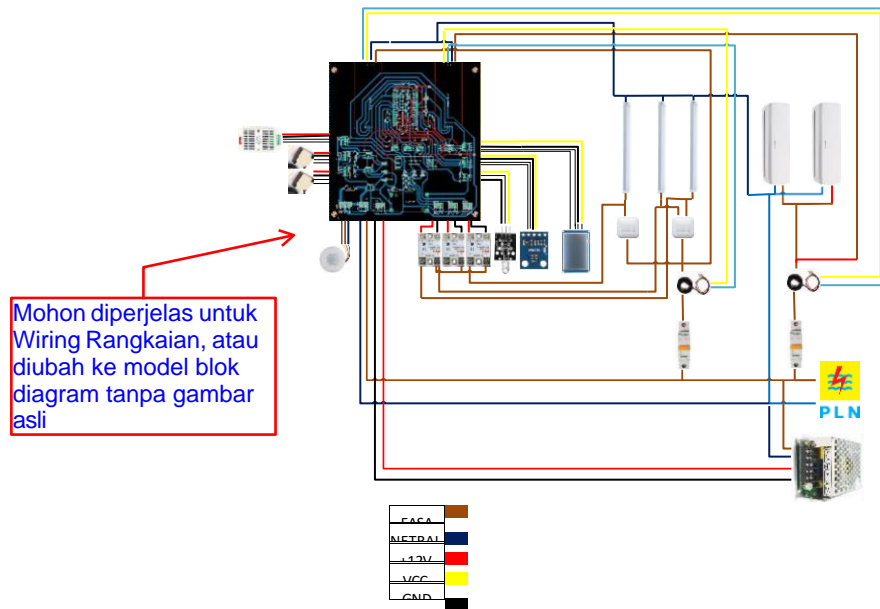 Mohon diperjelas untuk
Wiring Rangkaian, atau
diubah ke model blok
diagram tanpa gambar
asli
PLN
FASA
NETRAL
+12V
VCC
GND